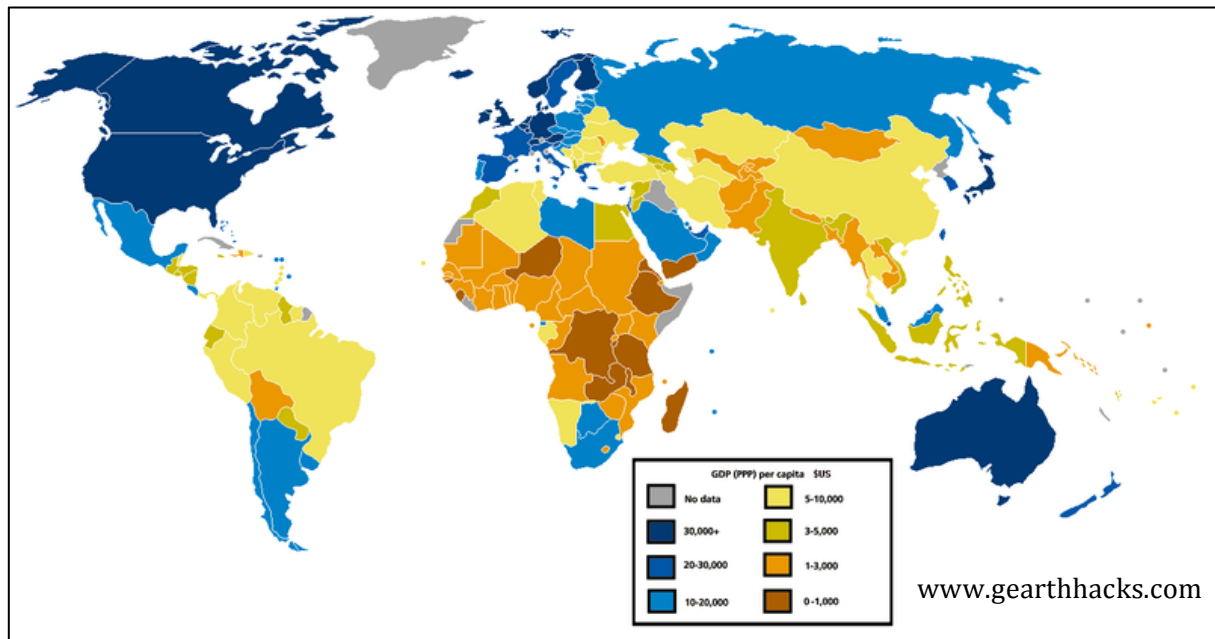 GDP (PPP) per capita $US
No data
5-10,000
30,000+
3-5,000
20-30,000
1-3,000
10-20,000
0-1,000
www.gearthhacks.com